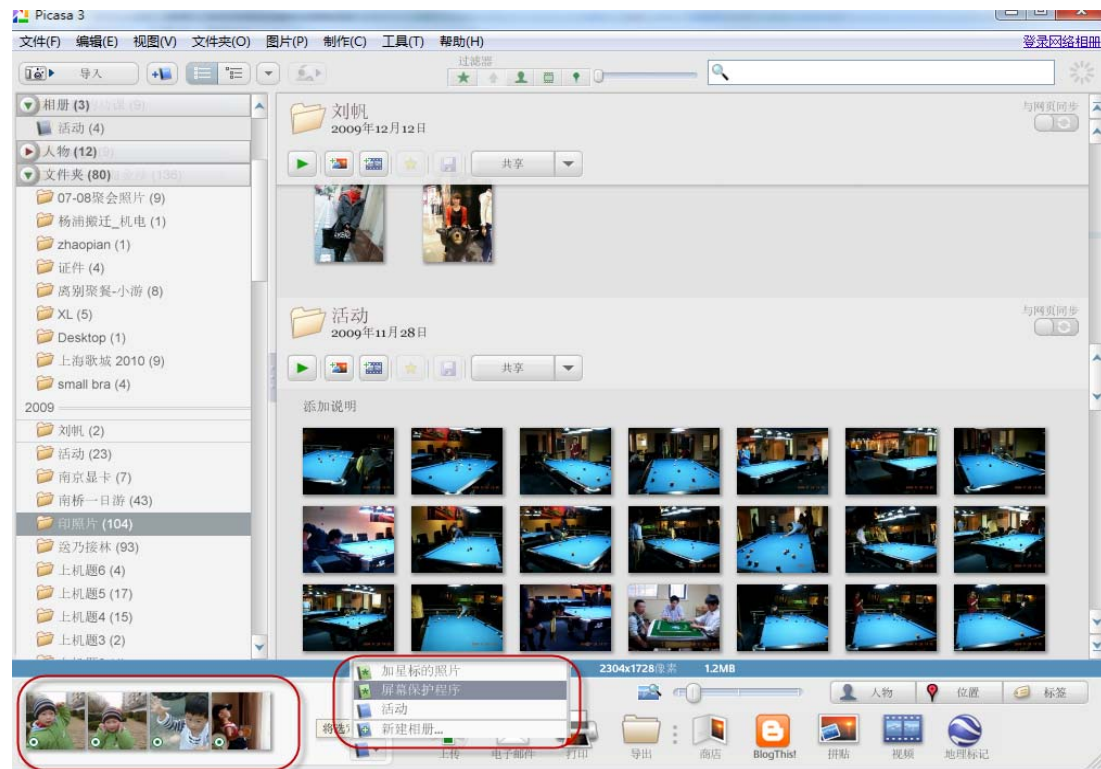 Picasa 3
文件(F) 编辑(E) 视图(V) 文件夹(O) 图片(P) 制作(C) 工具(T) 帮助(H)
登录网络相册
导入
过滤器
相册 (3)
活动 (4)
人物 (12)
文件夹 (80)
07-08聚会照片 (9)
杨浦搬迁_机电 (1)
zhaopian (1)
证件 (4)
离别聚餐-小游 (8)
XL (5)
Desktop (1)
上海歌城 2010 (9)
small bra (4)
2009
刘帆 (2)
活动 (23)
南京显卡 (7)
南桥一日游 (43)
印照片 (104)
(93)
上机题6 (4)
上机题5 (17)
上机题4 (15)
上机题3 (2)
刘帆
2009年12月12日
与网页同步
共享
活动
2009年11月28日
与网页同步
共享
添加说明
2304x1728像素 1.2MB
加星标的照片
屏幕保护程序
活动
新建相册...
将选
人物
位置
标签
上传
电子邮件
打印
导出
商店
BlogThis!
拼贴
视频
地理标记